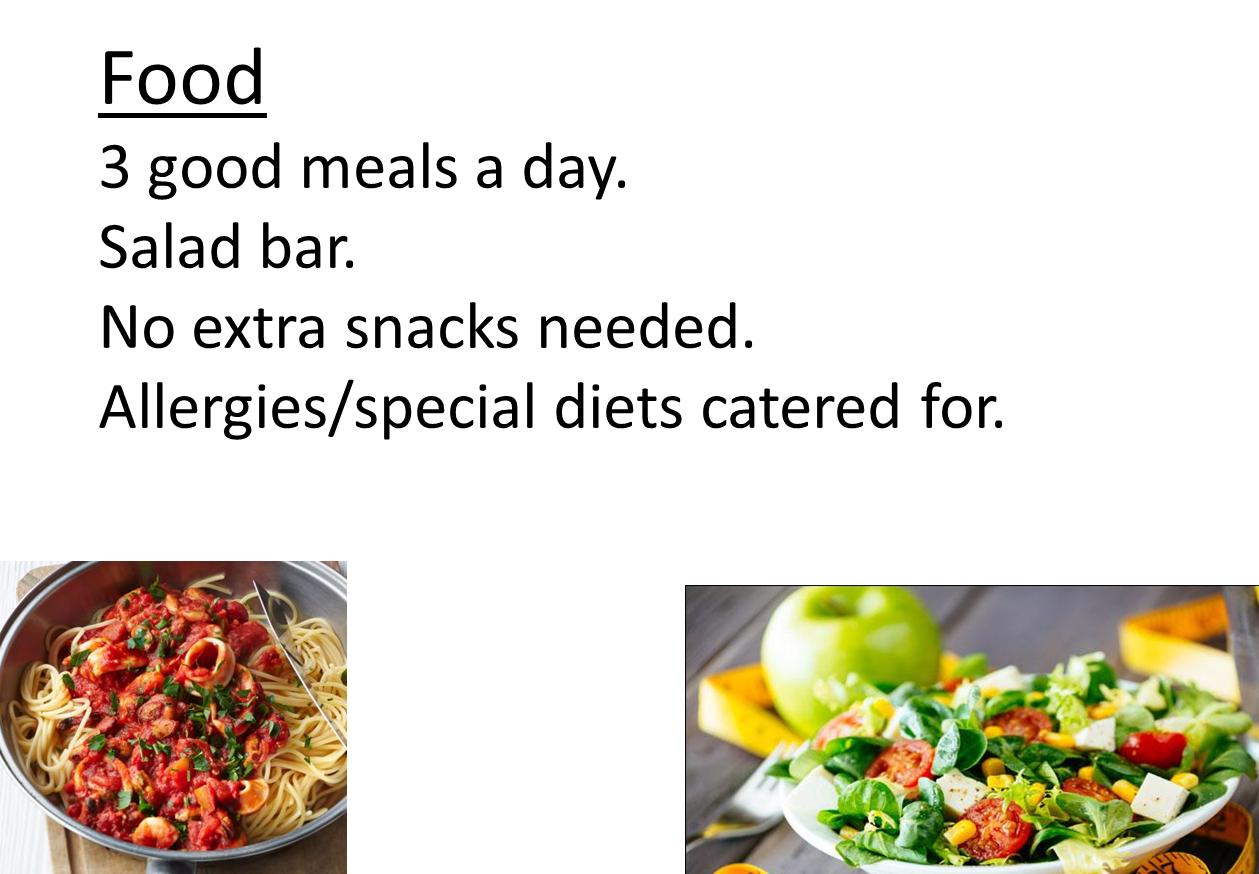 Food
3 good meals a day.
Salad bar.
No extra snacks needed.
Allergies/special diets catered for.